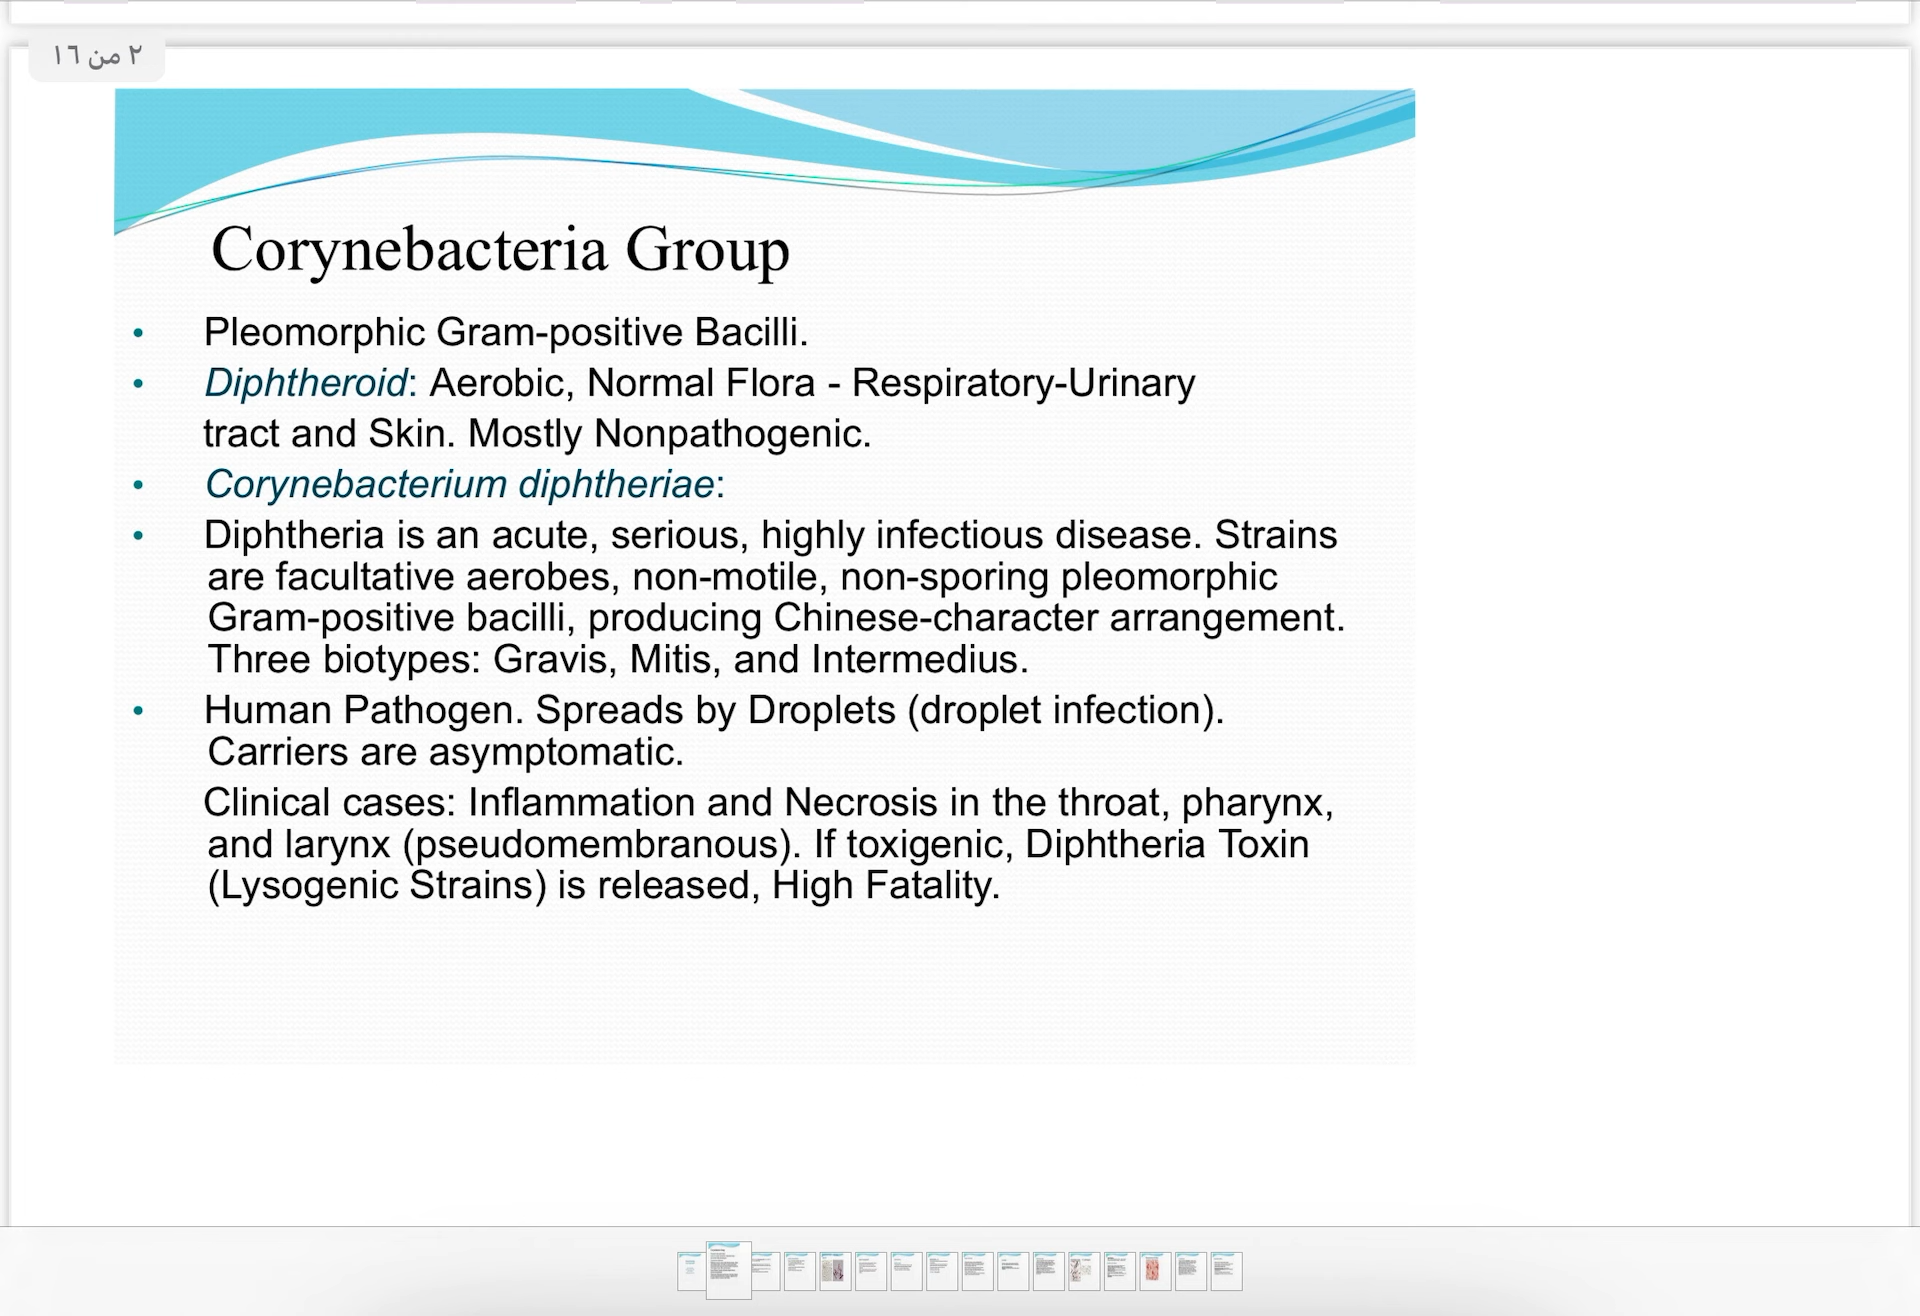 ٢ من ١٦
Corynebacteria Group
• Pleomorphic Gram-positive Bacilli.
• Diphtheroid: Aerobic, Normal Flora - Respiratory-Urinary
tract and Skin. Mostly Nonpathogenic.
• Corynebacterium diphtheriae:
• Diphtheria is an acute, serious, highly infectious disease. Strains
are facultative aerobes, non-motile, non-sporing pleomorphic
Gram-positive bacilli, producing Chinese-character arrangement.
Three biotypes: Gravis, Mitis, and Intermedius.
• Human Pathogen. Spreads by Droplets (droplet infection).
Carriers are asymptomatic.
Clinical cases: Inflammation and Necrosis in the throat, pharynx,
and larynx (pseudomembranous). If toxigenic, Diphtheria Toxin
(Lysogenic Strains) is released, High Fatality.